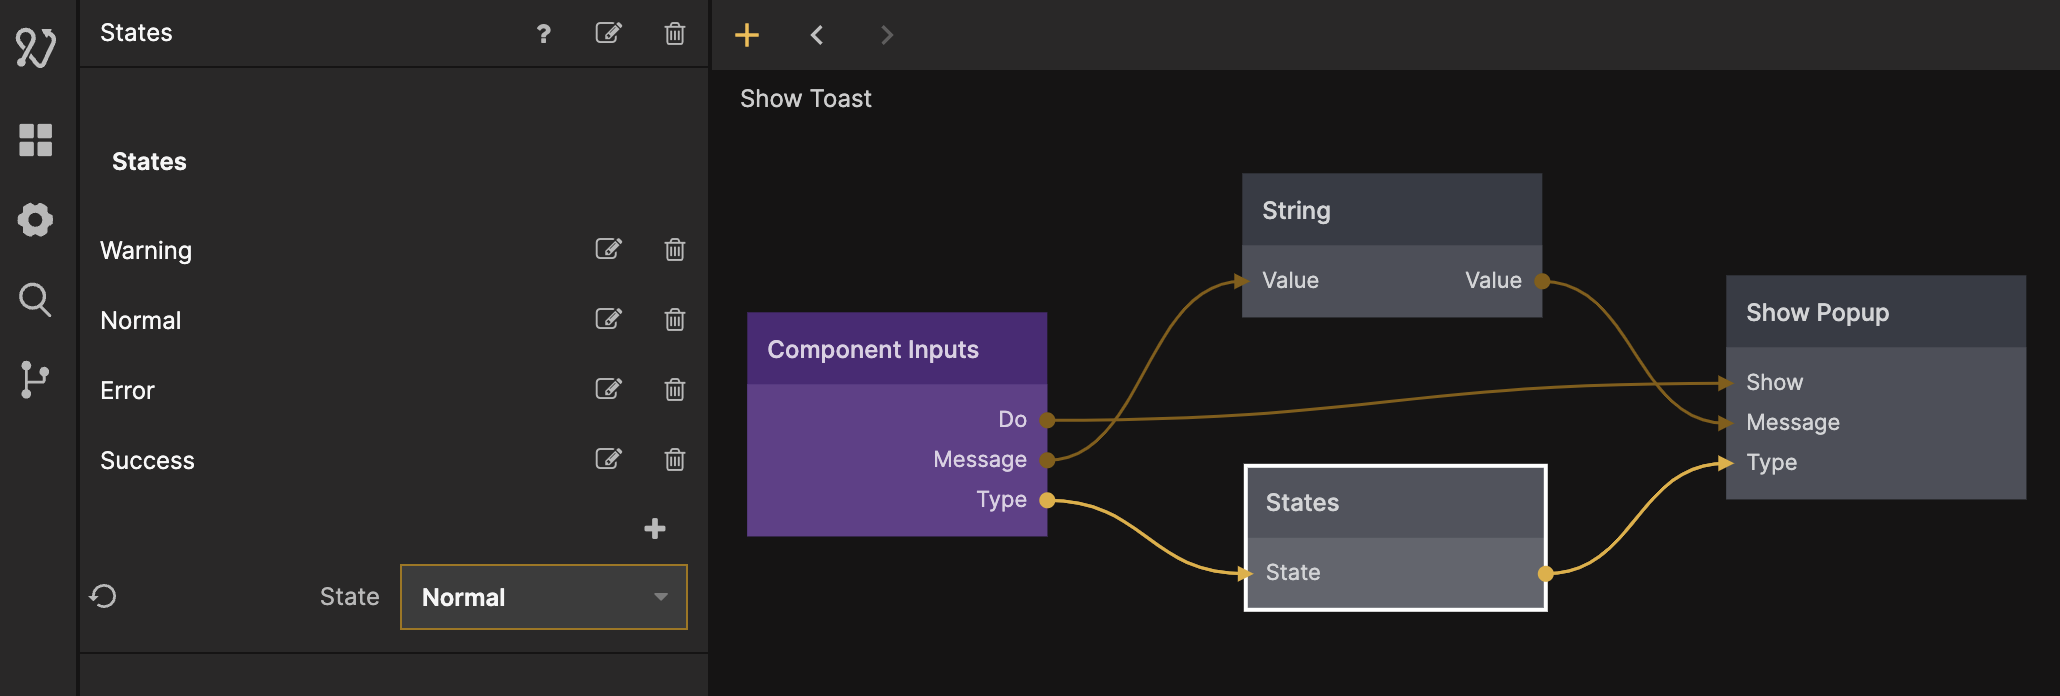 States
?
States
Warning
Normal
Error
Success
State
Normal
Show Toast
Component Inputs
Do
Message
Type
String
Value Value
States
State
Show Popup
Show
Message
Type